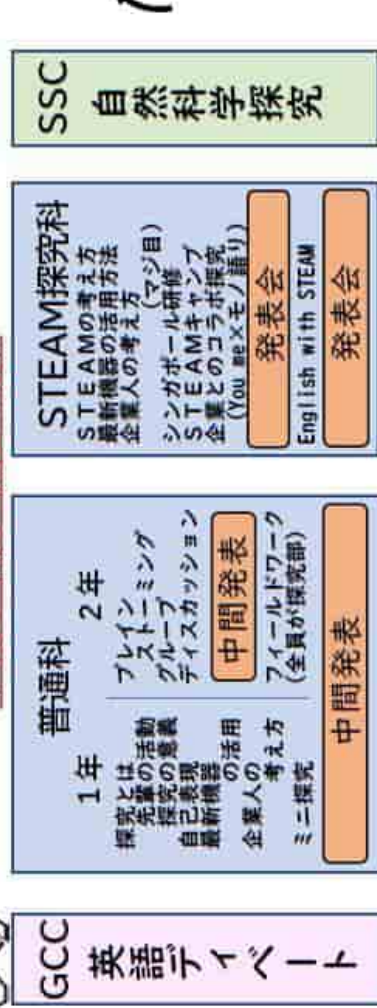 GCC
英語ディベート
普通科
1年
探究とは
先輩の活動
探究の意義
自己表現
最新機器
の活用
企業人の
考え方
ミニ探究
2年
ブレイン
ストーミング
グループ
ディスカッション
中間発表
フィールドワーク
(全員が探究部)
中間発表
STEAM探究科
STEAMの考え方
最新機器の活用方法
企業人の考え方
(マジ目)
シンガポール研修
STEAMキャンプ
企業とのコラボ探究
(You me×モノ語り)
発表会
English with STEAM
発表会
SSC
自然科学探究